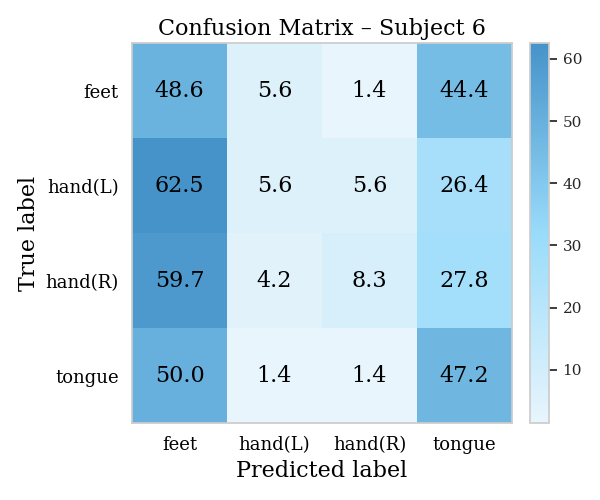 Confusion Matrix – Subject 6
feet 48.6 5.6 1.4 44.4
hand(L) 62.5 5.6 5.6 26.4
hand(R) 59.7 4.2 8.3 27.8
tongue 50.0 1.4 1.4 47.2
feet hand(L) hand(R) tongue
Predicted label
True label
60
50
40
30
20
10